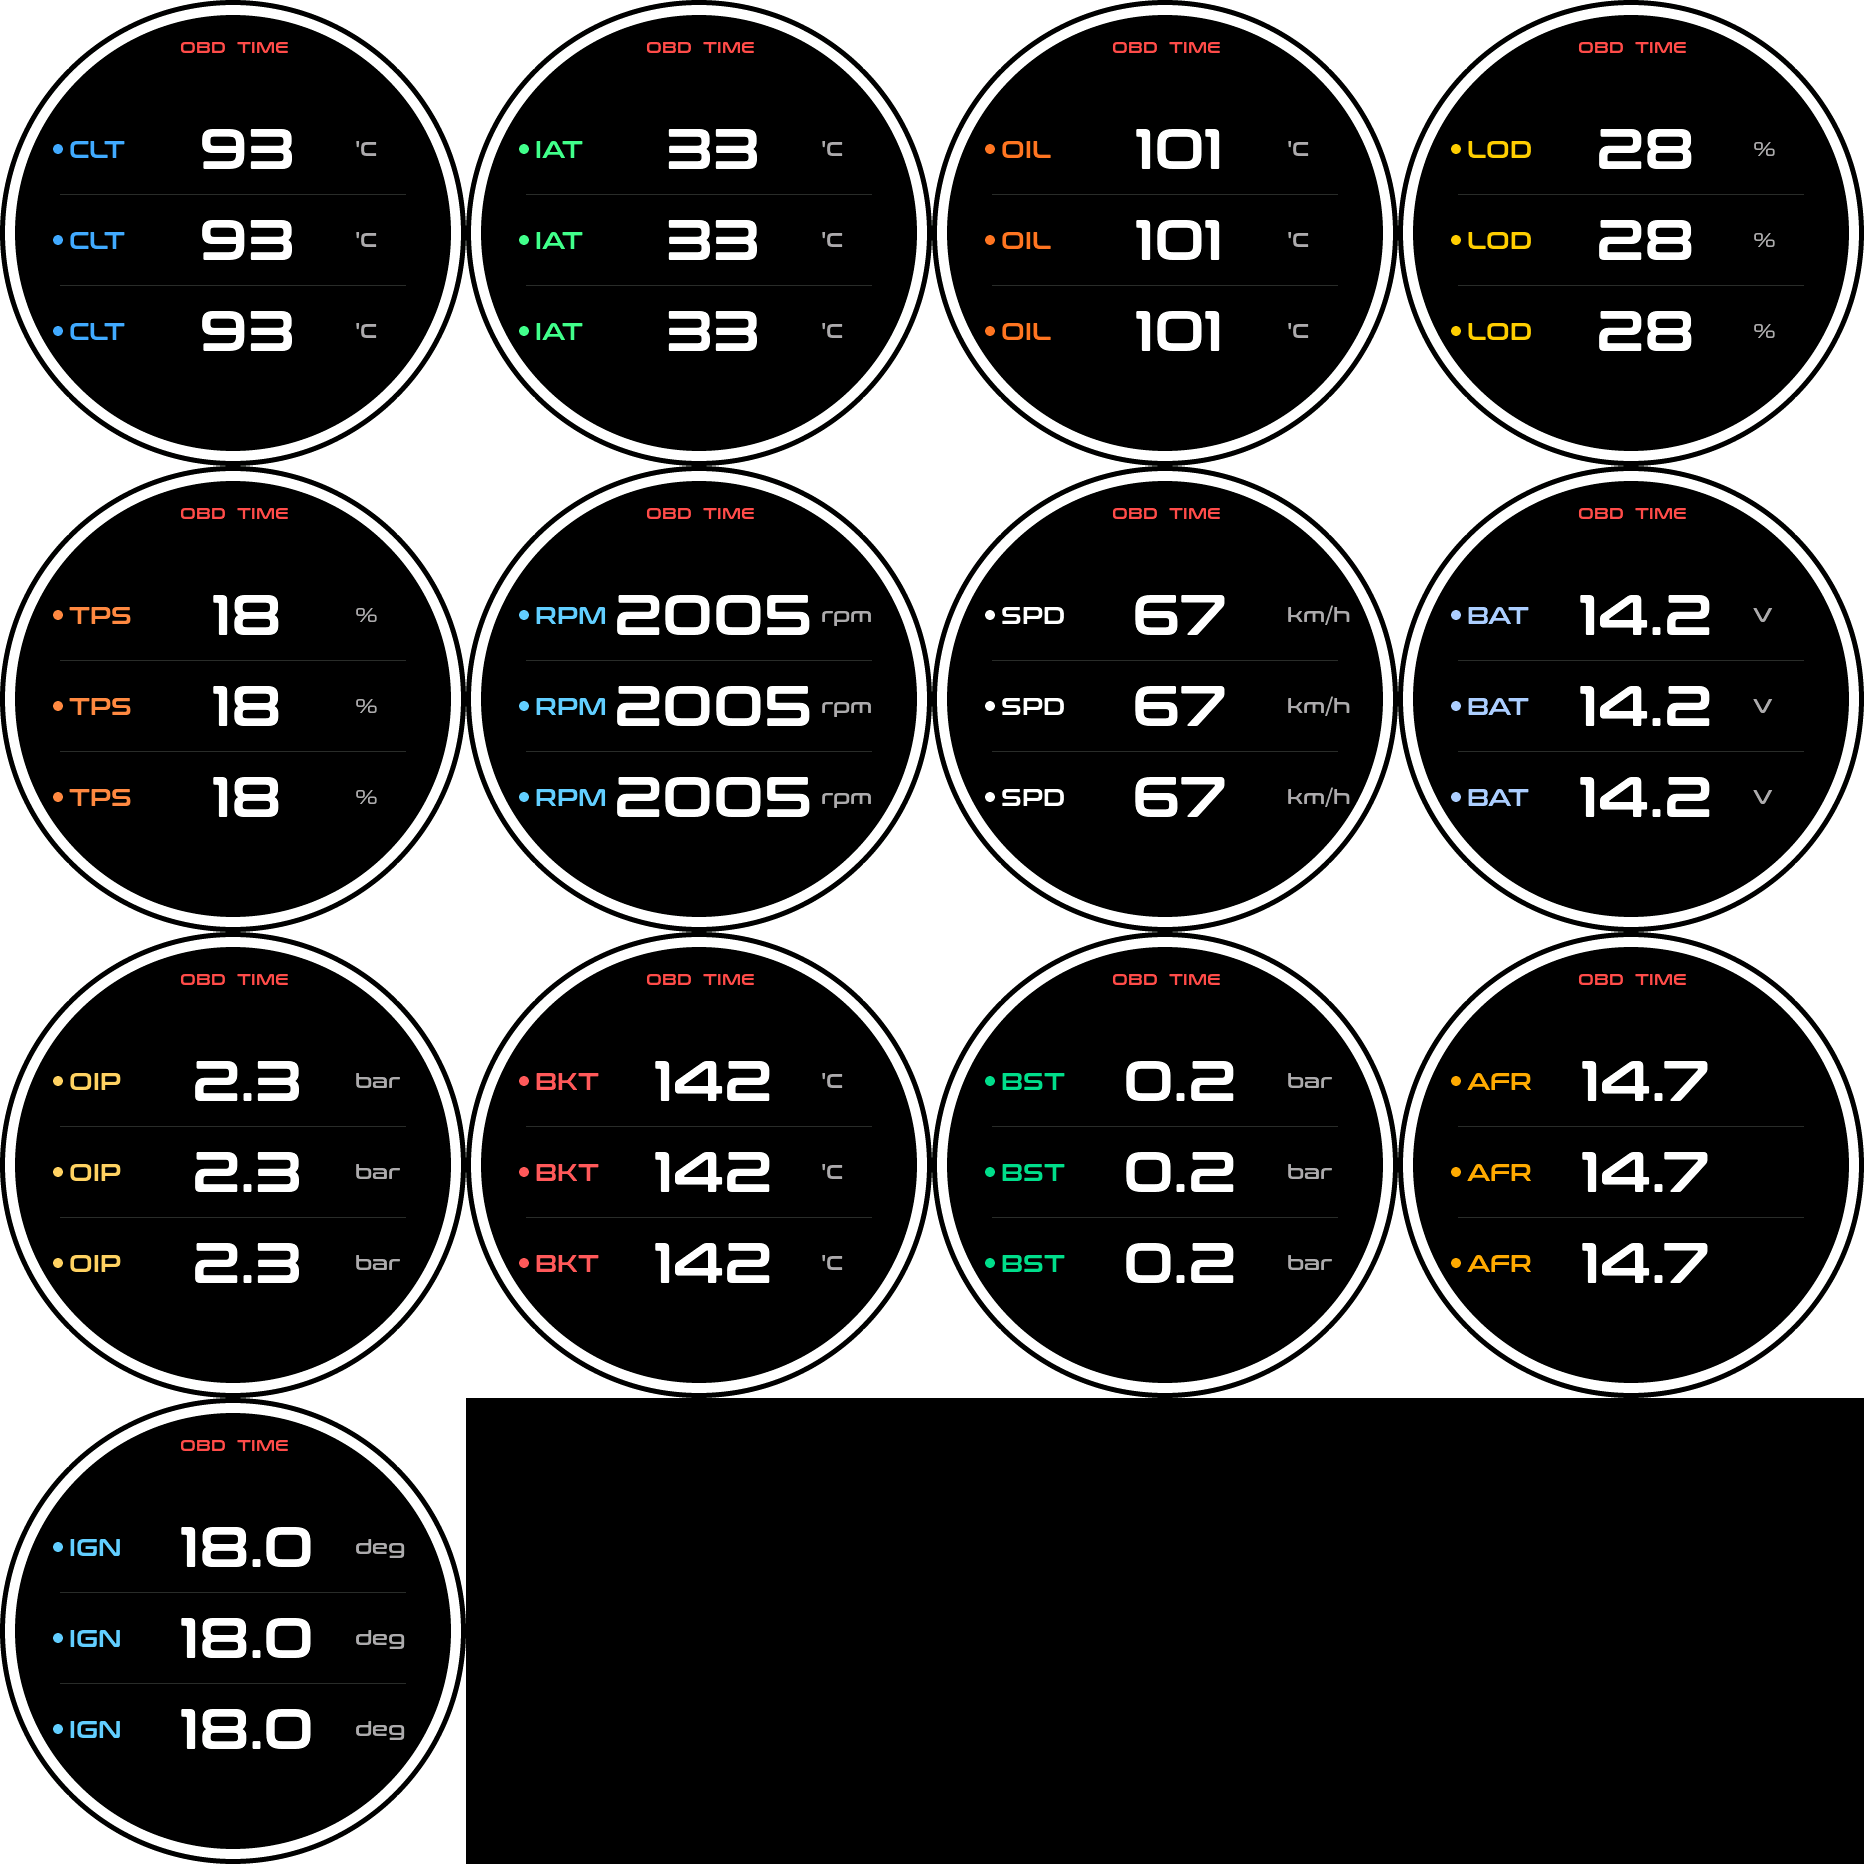 OBD TIME
CLT 93 'C
CLT 93 'C
CLT 93 'C
OBD TIME
IAT 33 'C
IAT 33 'C
IAT 33 'C
OBD TIME
OIL 101 'C
OIL 101 'C
OIL 101 'C
OBD TIME
LOD 28 %
LOD 28 %
LOD 28 %
OBD TIME
TPS 18 %
TPS 18 %
TPS 18 %
OBD TIME
RPM 2005 rpm
RPM 2005 rpm
RPM 2005 rpm
OBD TIME
SPD 67 km/h
SPD 67 km/h
SPD 67 km/h
OBD TIME
BAT 14.2 V
BAT 14.2 V
BAT 14.2 V
OBD TIME
OIP 2.3 bar
OIP 2.3 bar
OIP 2.3 bar
OBD TIME
BKT 142 'C
BKT 142 'C
BKT 142 'C
OBD TIME
BST 0.2 bar
BST 0.2 bar
BST 0.2 bar
OBD TIME
AFR 14.7
AFR 14.7
AFR 14.7
OBD TIME
IGN 18.0 deg
IGN 18.0 deg
IGN 18.0 deg